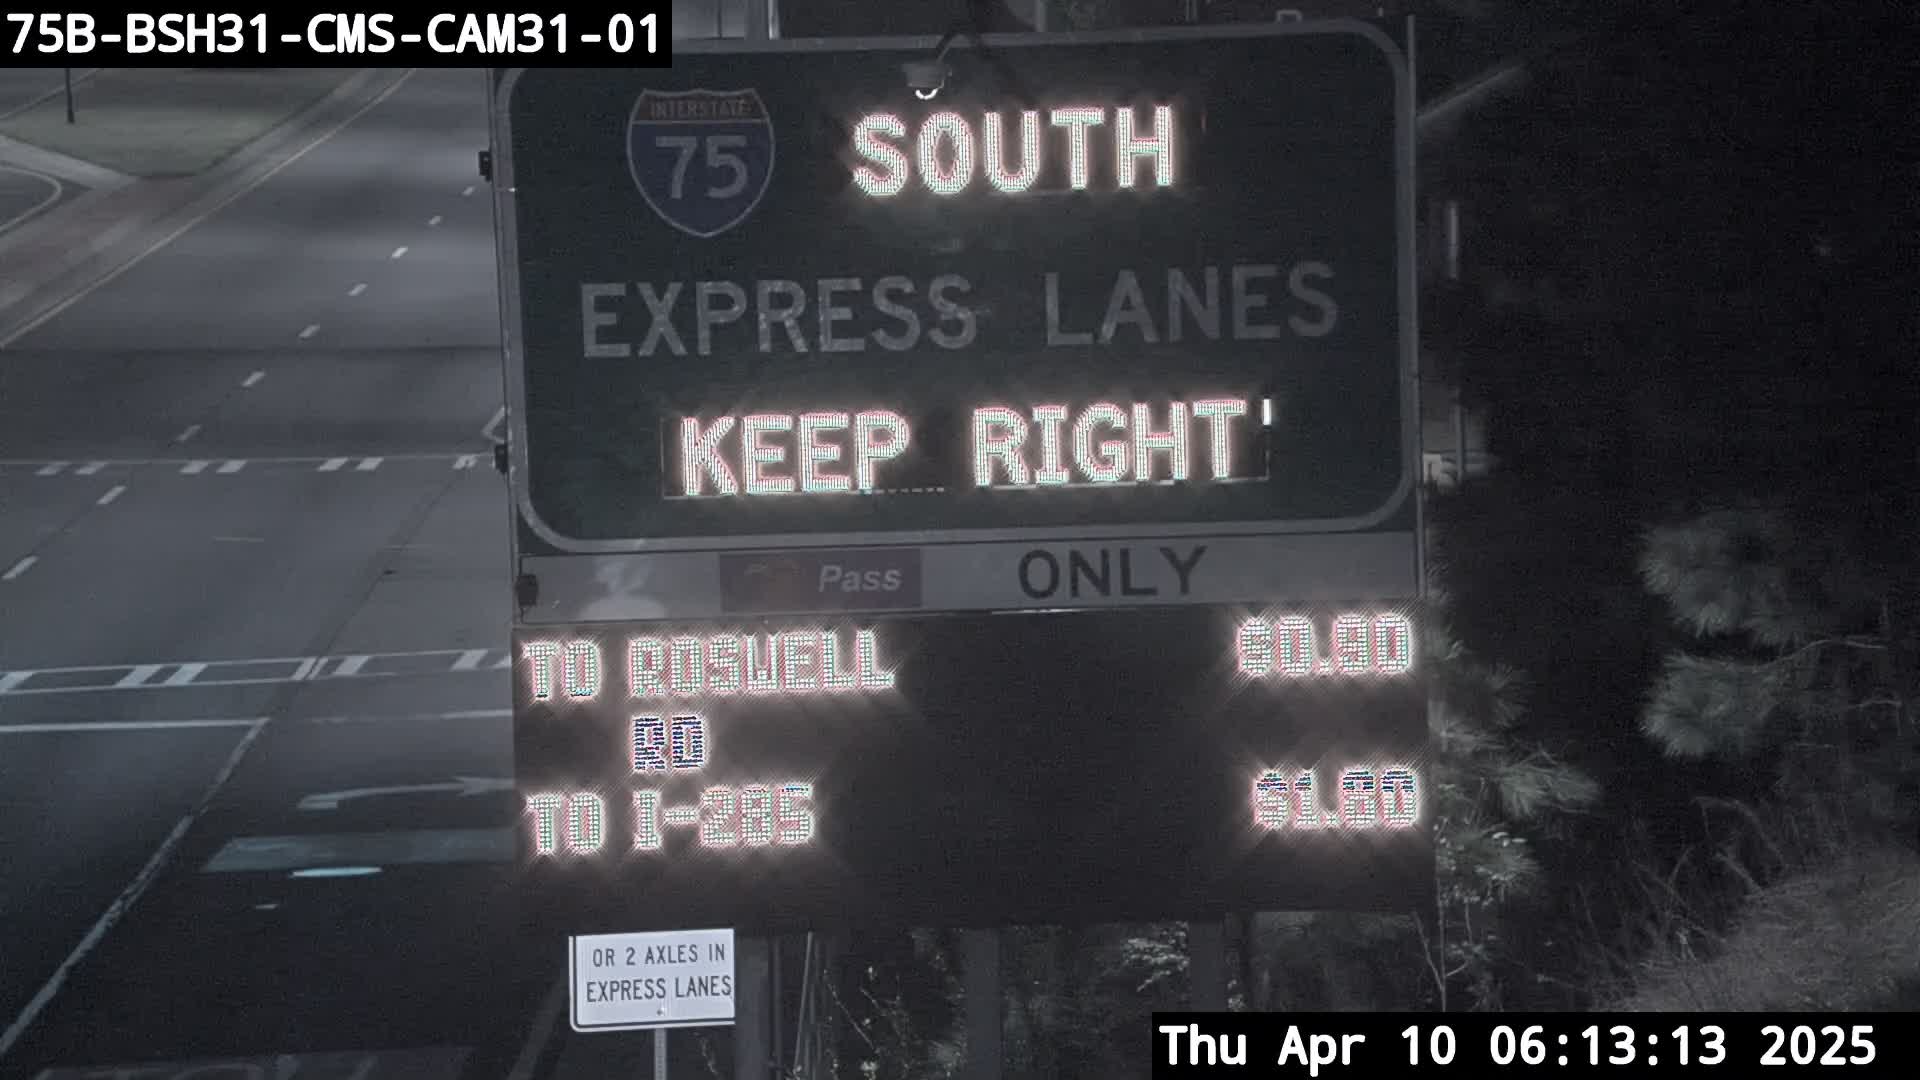 75B-BSH31-CMS-CAM31-01
INTERSTATE
75
SOUTH
EXPRESS LANES
KEEP RIGHT
Pass ONLY
TO ROSWELL $0.90
RD
TO I-285 $1.80
OR 2 AXLES IN
EXPRESS LANES
Thu Apr 10 06:13:13 2025